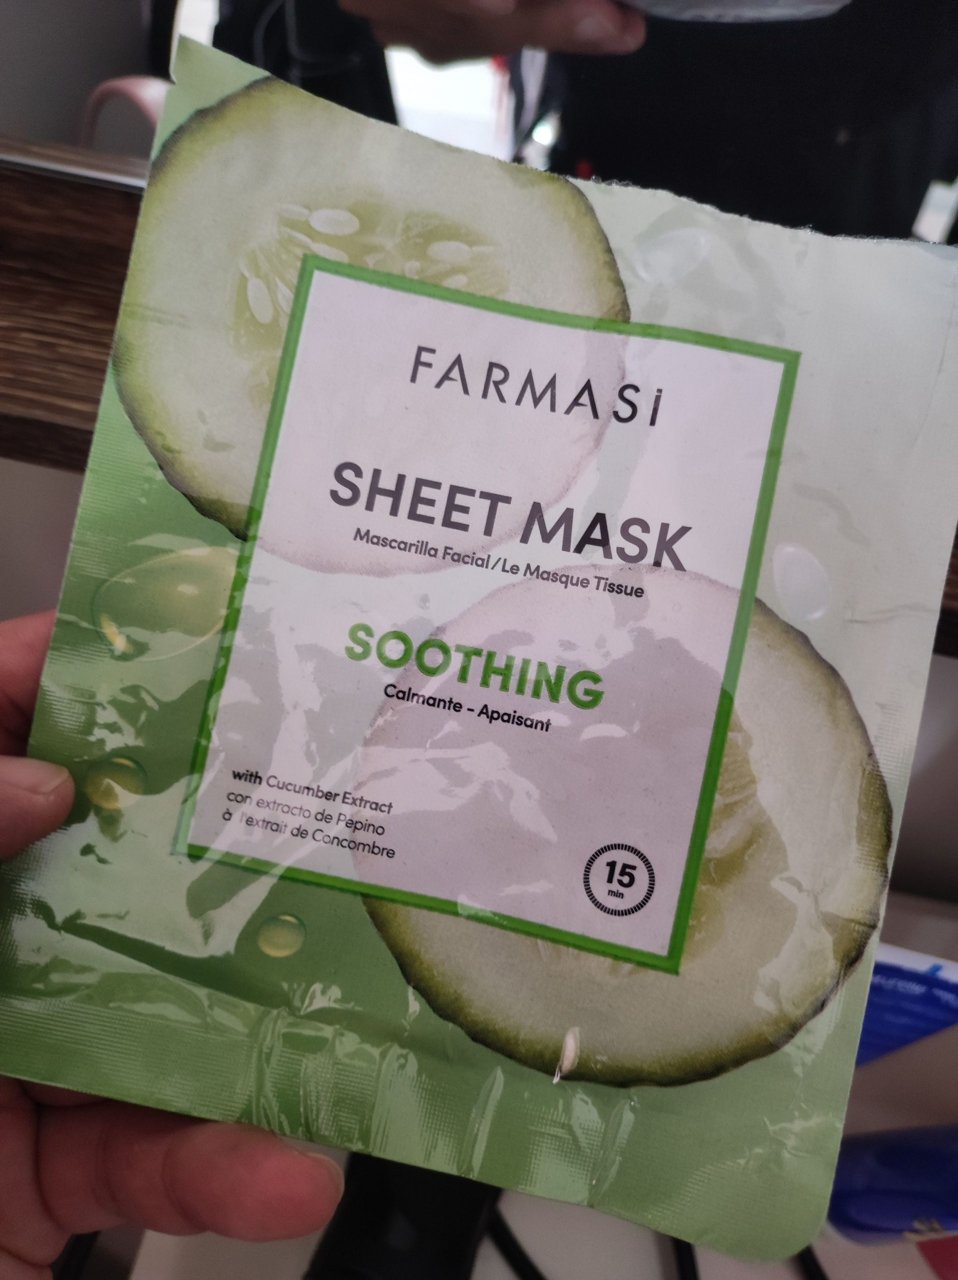 FARMASi
SHEET MASK
Mascarilla Facial/Le Masque Tissue
SOOTHING
Calmante - Apaisant
with Cucumber Extract
con extracto de Pepino
à l'extrait de Concombre
15
min